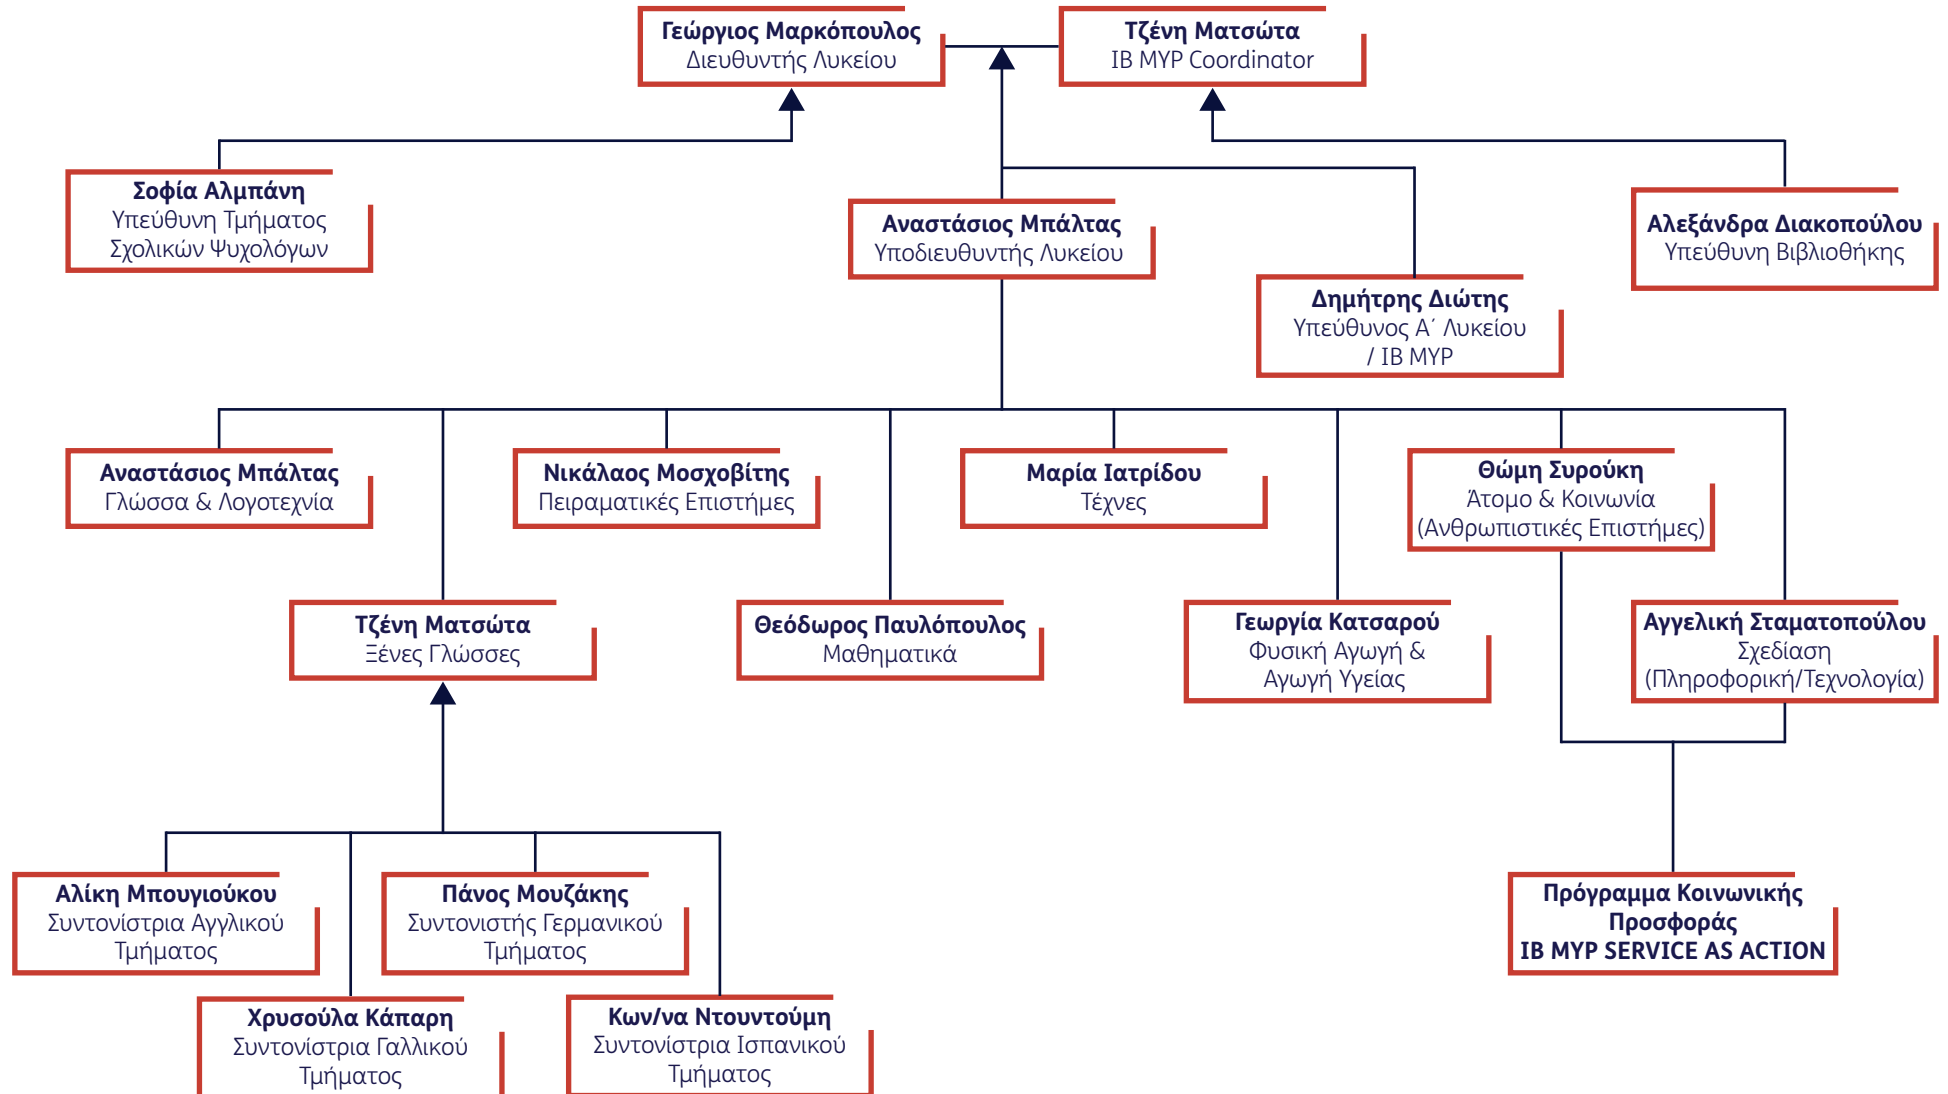 Γεώργιος Μαρκόπουλος
Διευθυντής Λυκείου
Τζένη Ματσώτα
IB MYP Coordinator
Σοφία Αλμπάνη
Υπεύθυνη Τμήματος
Σχολικών Ψυχολόγων
Αναστάσιος Μπάλτας
Υποδιευθυντής Λυκείου
Αλεξάνδρα Διακοπούλου
Υπεύθυνη Βιβλιοθήκης
Δημήτρης Διώτης
Υπεύθυνος Α΄ Λυκείου
/ IB MYP
Αναστάσιος Μπάλτας
Γλώσσα & Λογοτεχνία
Νικάλαος Μοσχοβίτης
Πειραματικές Επιστήμες
Μαρία Ιατρίδου
Τέχνες
Θώμη Συρούκη
Άτομο & Κοινωνία
(Ανθρωπιστικές Επιστήμες)
Τζένη Ματσώτα
Ξένες Γλώσσες
Θεόδωρος Παυλόπουλος
Μαθηματικά
Γεωργία Κατσαρού
Φυσική Αγωγή &
Αγωγή Υγείας
Αγγελική Σταματοπούλου
Σχεδίαση
(Πληροφορική/Τεχνολογία)
Αλίκη Μπουγιούκου
Συντονίστρια Αγγλικού
Τμήματος
Πάνος Μουζάκης
Συντονιστής Γερμανικού
Τμήματος
Πρόγραμμα Κοινωνικής
Προσφοράς
IB MYP SERVICE AS ACTION
Χρυσούλα Κάπαρη
Συντονίστρια Γαλλικού
Τμήματος
Κων/να Ντουντούμη
Συντονίστρια Ισπανικού
Τμήματος